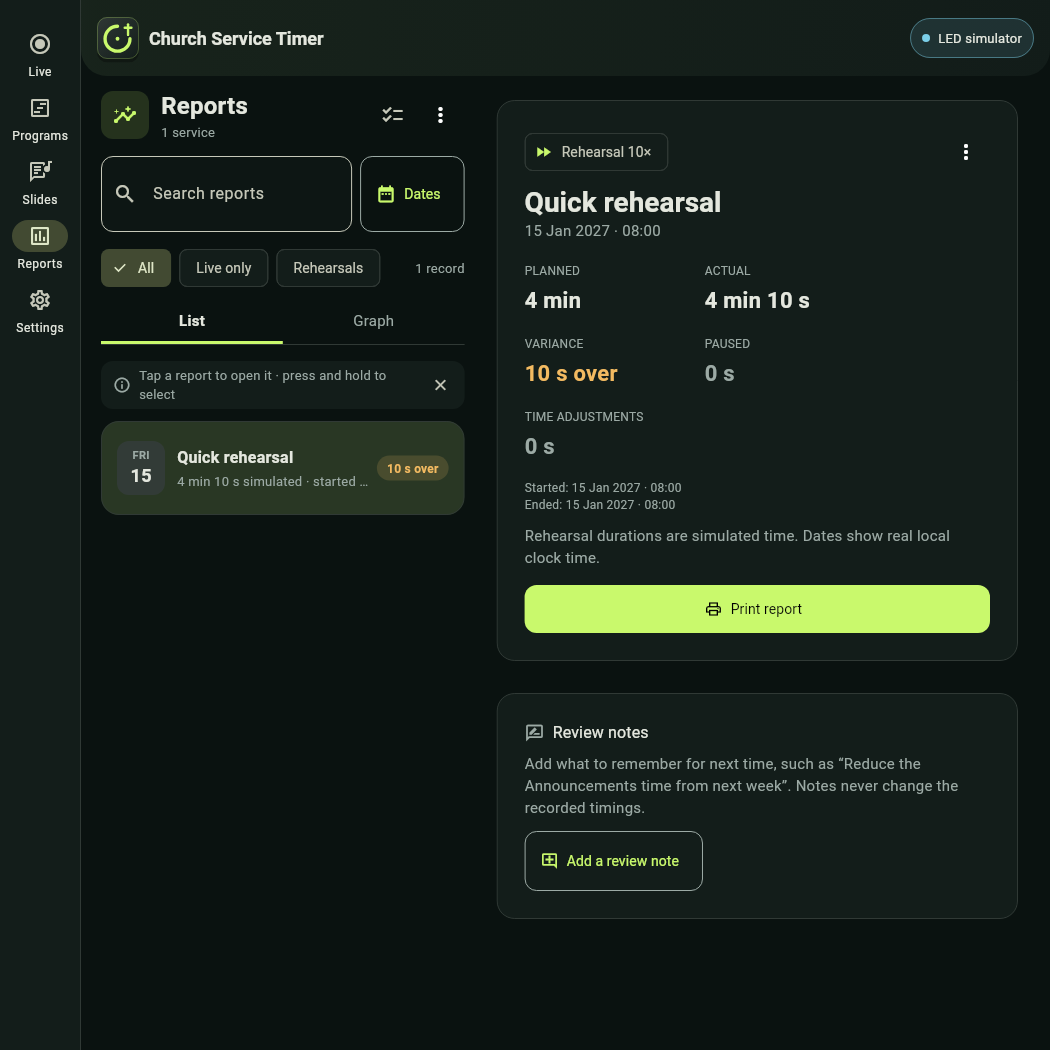 Church Service Timer
LED simulator
Live
Programs
Slides
Reports
Settings
Reports
1 service
Search reports
Dates
All
Live only
Rehearsals
1 record
List
Graph
Tap a report to open it · press and hold to
select
FRI
15
Quick rehearsal
4 min 10 s simulated · started …
10 s over
Rehearsal 10×
Quick rehearsal
15 Jan 2027 · 08:00
PLANNED
4 min
ACTUAL
4 min 10 s
VARIANCE
10 s over
PAUSED
0 s
TIME ADJUSTMENTS
0 s
Started: 15 Jan 2027 · 08:00
Ended: 15 Jan 2027 · 08:00
Rehearsal durations are simulated time. Dates show real local
clock time.
Print report
Review notes
Add what to remember for next time, such as “Reduce the
Announcements time from next week”. Notes never change the
recorded timings.
Add a review note